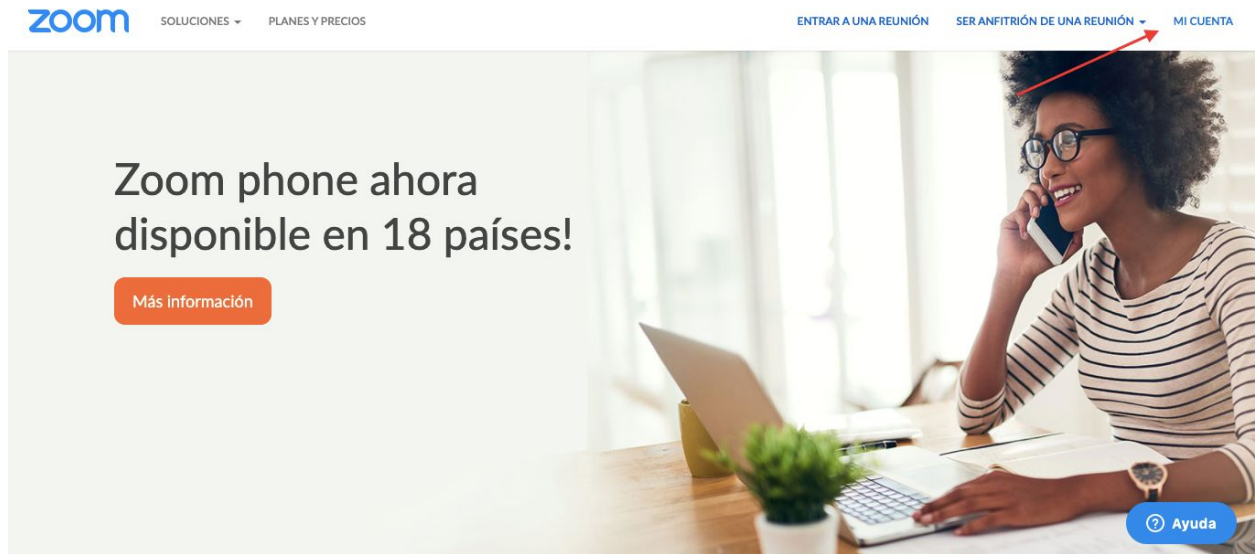 zoom
SOLUCIONES
PLANES Y PRECIOS
ENTRAR A UNA REUNIÓN
SER ANFITRIÓN DE UNA REUNIÓN
MI CUENTA
Zoom phone ahora
disponible en 18 países!
Más información
Ayuda